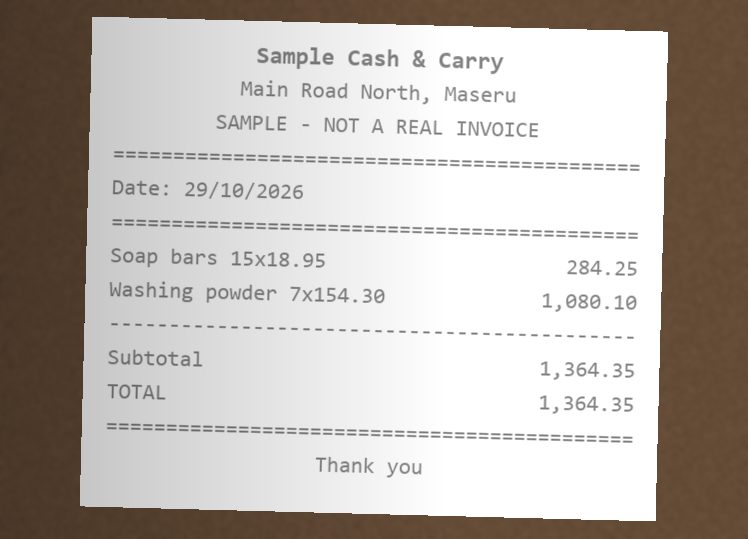 Sample Cash & Carry
Main Road North, Maseru
SAMPLE - NOT A REAL INVOICE
============================================
Date: 29/10/2026
============================================
Soap bars 15x18.95 284.25
Washing powder 7x154.30 1,080.10
--------------------------------------------
Subtotal 1,364.35
TOTAL 1,364.35
============================================
Thank you